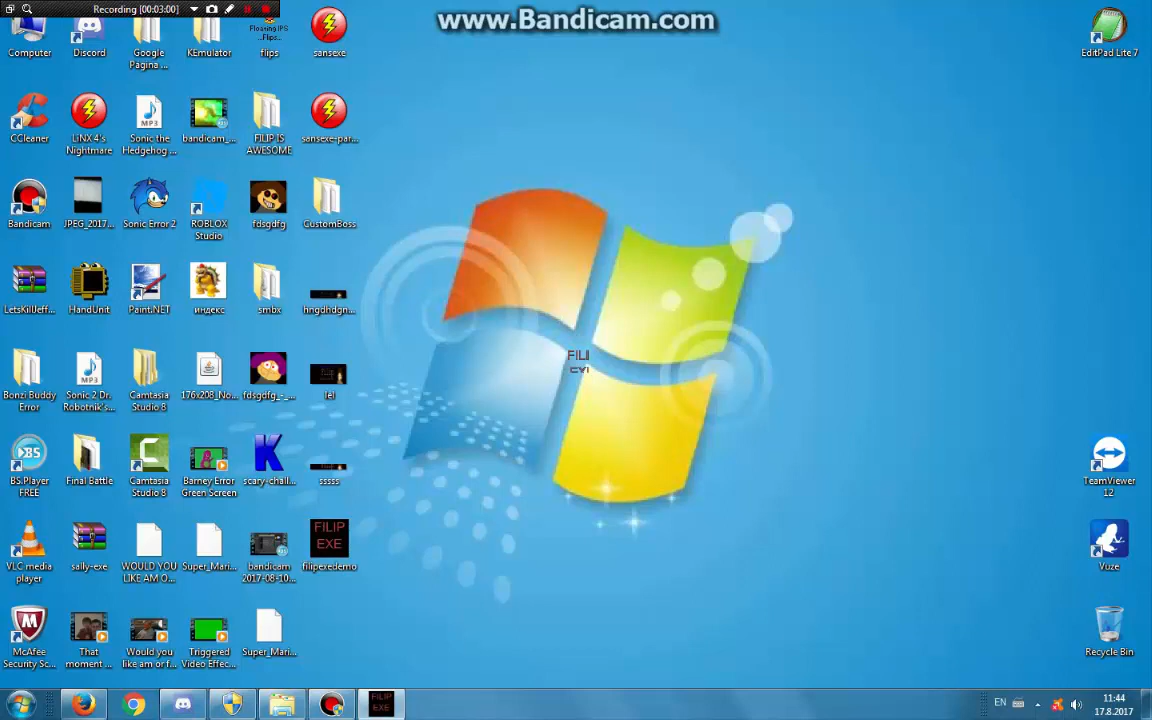 Recording [00:03:00]
www.Bandicam.com
Computer
Discord
Google
Pagina ...
KEmulator
Floating IPS
flips
sansexe
EditPad Lite 7
CCleaner
LINX 4's
Nightmare
Sonic the
Hedgehog ...
bandicam_...
FILIP IS
AWESOME
sansexe-par...
Bandicam
JPEG_2017...
Sonic Error 2
ROBLOX
Studio
fdsgdfg
CustomBoss
LetsKillJeff...
HandUnit
Paint.NET
индекс
smbx
hngdhdgn...
FILI
Bonzi Buddy
Error
Sonic 2 Dr.
Robotnik's...
Camtasia
Studio 8
176x208_No...
fdsgdfg_-_...
lel
BS.Player
FREE
Final Battle
Camtasia
Studio 8
Barney Error
Green Screen
scary-chall...
sssss
TeamViewer
12
VLC media
player
sally-exe
WOULD YOU
LIKE AM O...
Super_Mari...
bandicam
2017-08-10...
FILIP
EXE
filipexedemo
Vuze
McAfee
Security Sc...
That
moment ...
Would you
like am or f...
Triggered
Video Effec...
Super_Mari...
Recycle Bin
FILIP
EXE
EN
11:44
17.8.2017